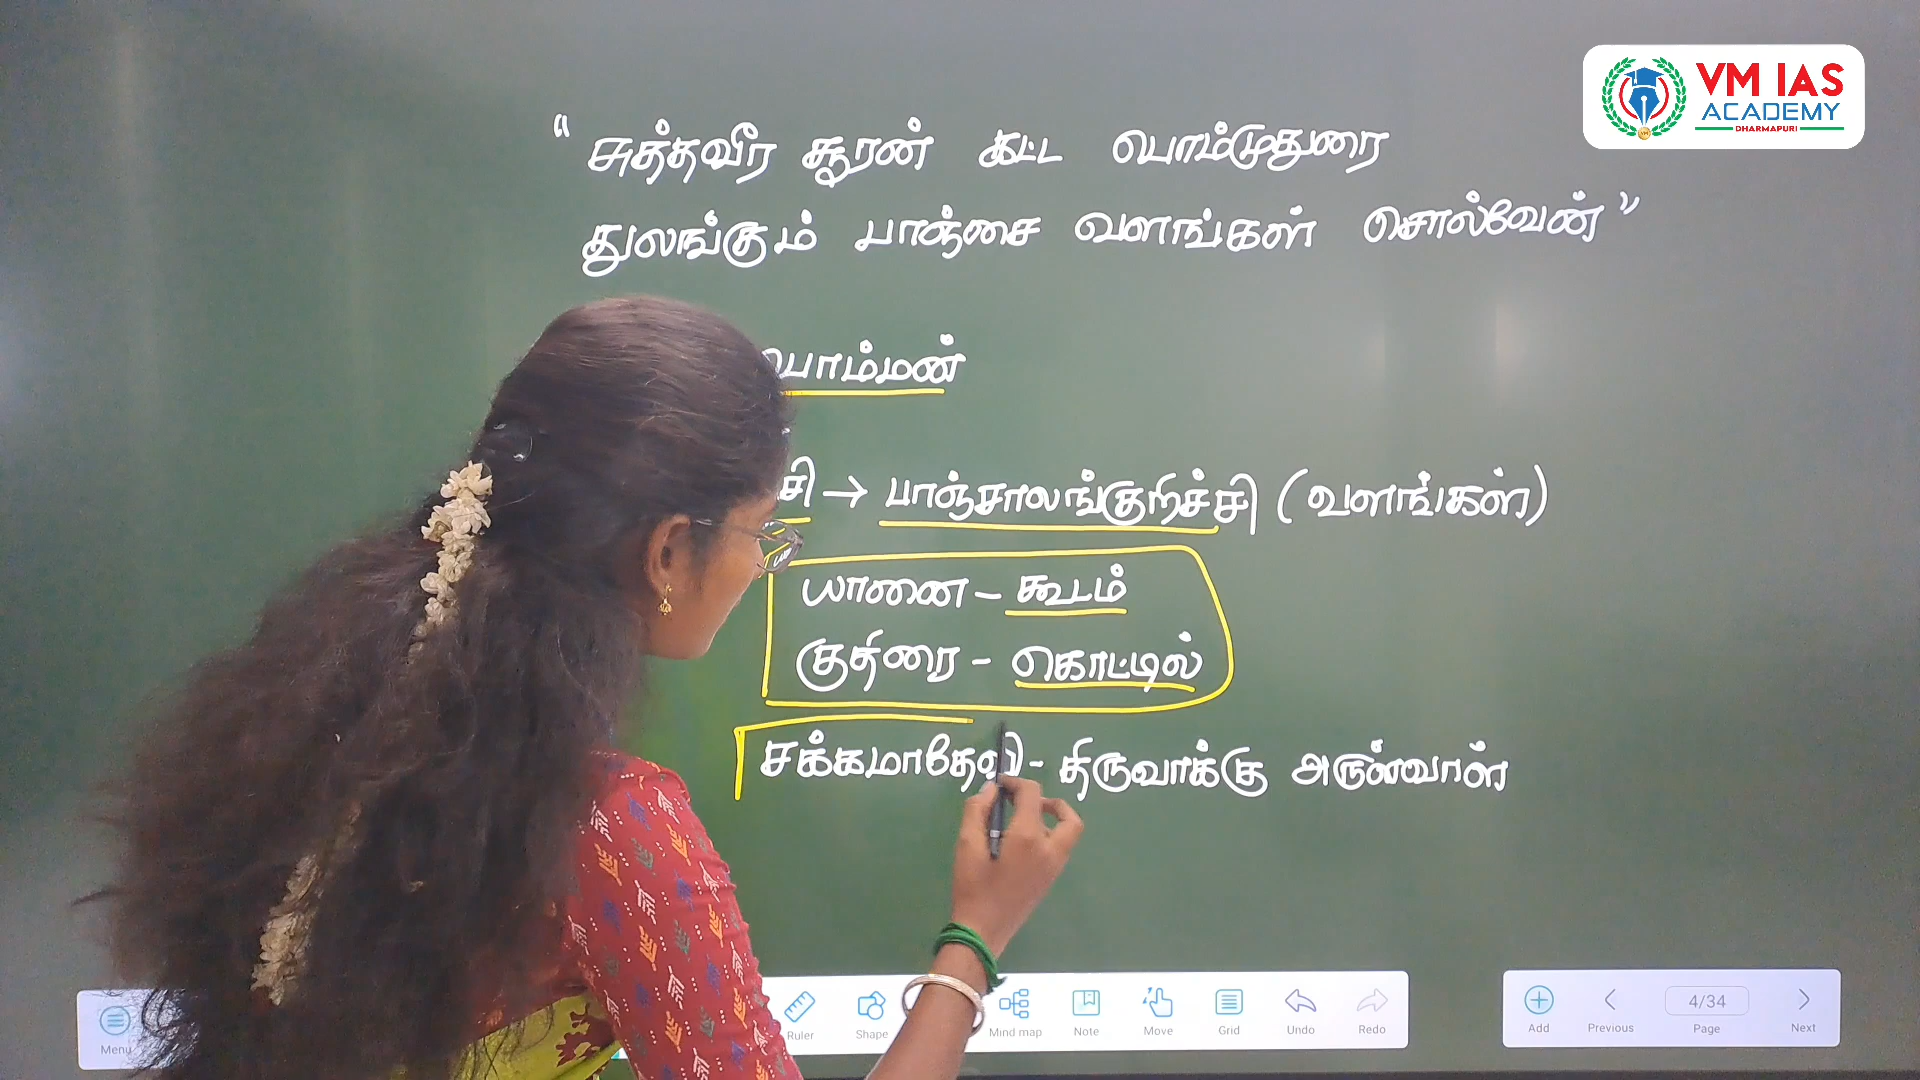 VM IAS
ACADEMY
DHARMAPURI
" சுத்தவீர சூரன் கட்ட பொம்முதுரை
துலங்கும் பாஞ்சை வளங்கள் சொல்வேன் "
பொம்மன்
சி → பாஞ்சாலங்குறிச்சி ( வளங்கள் )
யானை - கூடம்
குதிரை - கொட்டில்
சக்கமாதேவி - திருவாக்கு அருள்வாள்
Menu Ruler Shape Mind map Note Move Grid Undo Redo Add Previous 4/34 Page Next